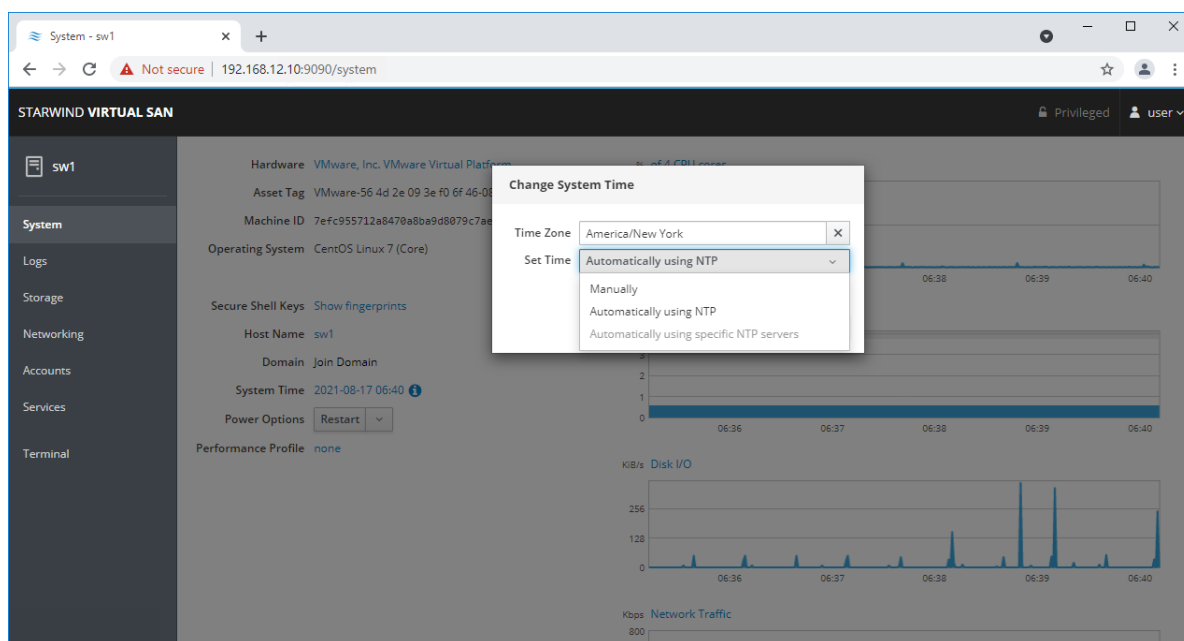 System - sw1
Not secure | 192.168.12.10:9090/system
STARWIND VIRTUAL SAN
Privileged
user
sw1
System
Logs
Storage
Networking
Accounts
Services
Terminal
Hardware VMware, Inc. VMware Virtual Platform
Asset Tag VMware-56 4d 2e 09 3e f0 6f 46-08
Machine ID 7efc955712a8470a8ba9d8079c7ae
Operating System CentOS Linux 7 (Core)
Secure Shell Keys Show fingerprints
Host Name sw1
Domain Join Domain
System Time 2021-08-17 06:40
Power Options Restart
Performance Profile none
Change System Time
Time Zone America/New York
Set Time Automatically using NTP
Manually
Automatically using NTP
Automatically using specific NTP servers
% of 4 CPU cores
06:38 06:39 06:40
3
2
1
0
06:36 06:37 06:38 06:39 06:40
KiB/s Disk I/O
256
128
0
06:36 06:37 06:38 06:39 06:40
Kbps Network Traffic
800